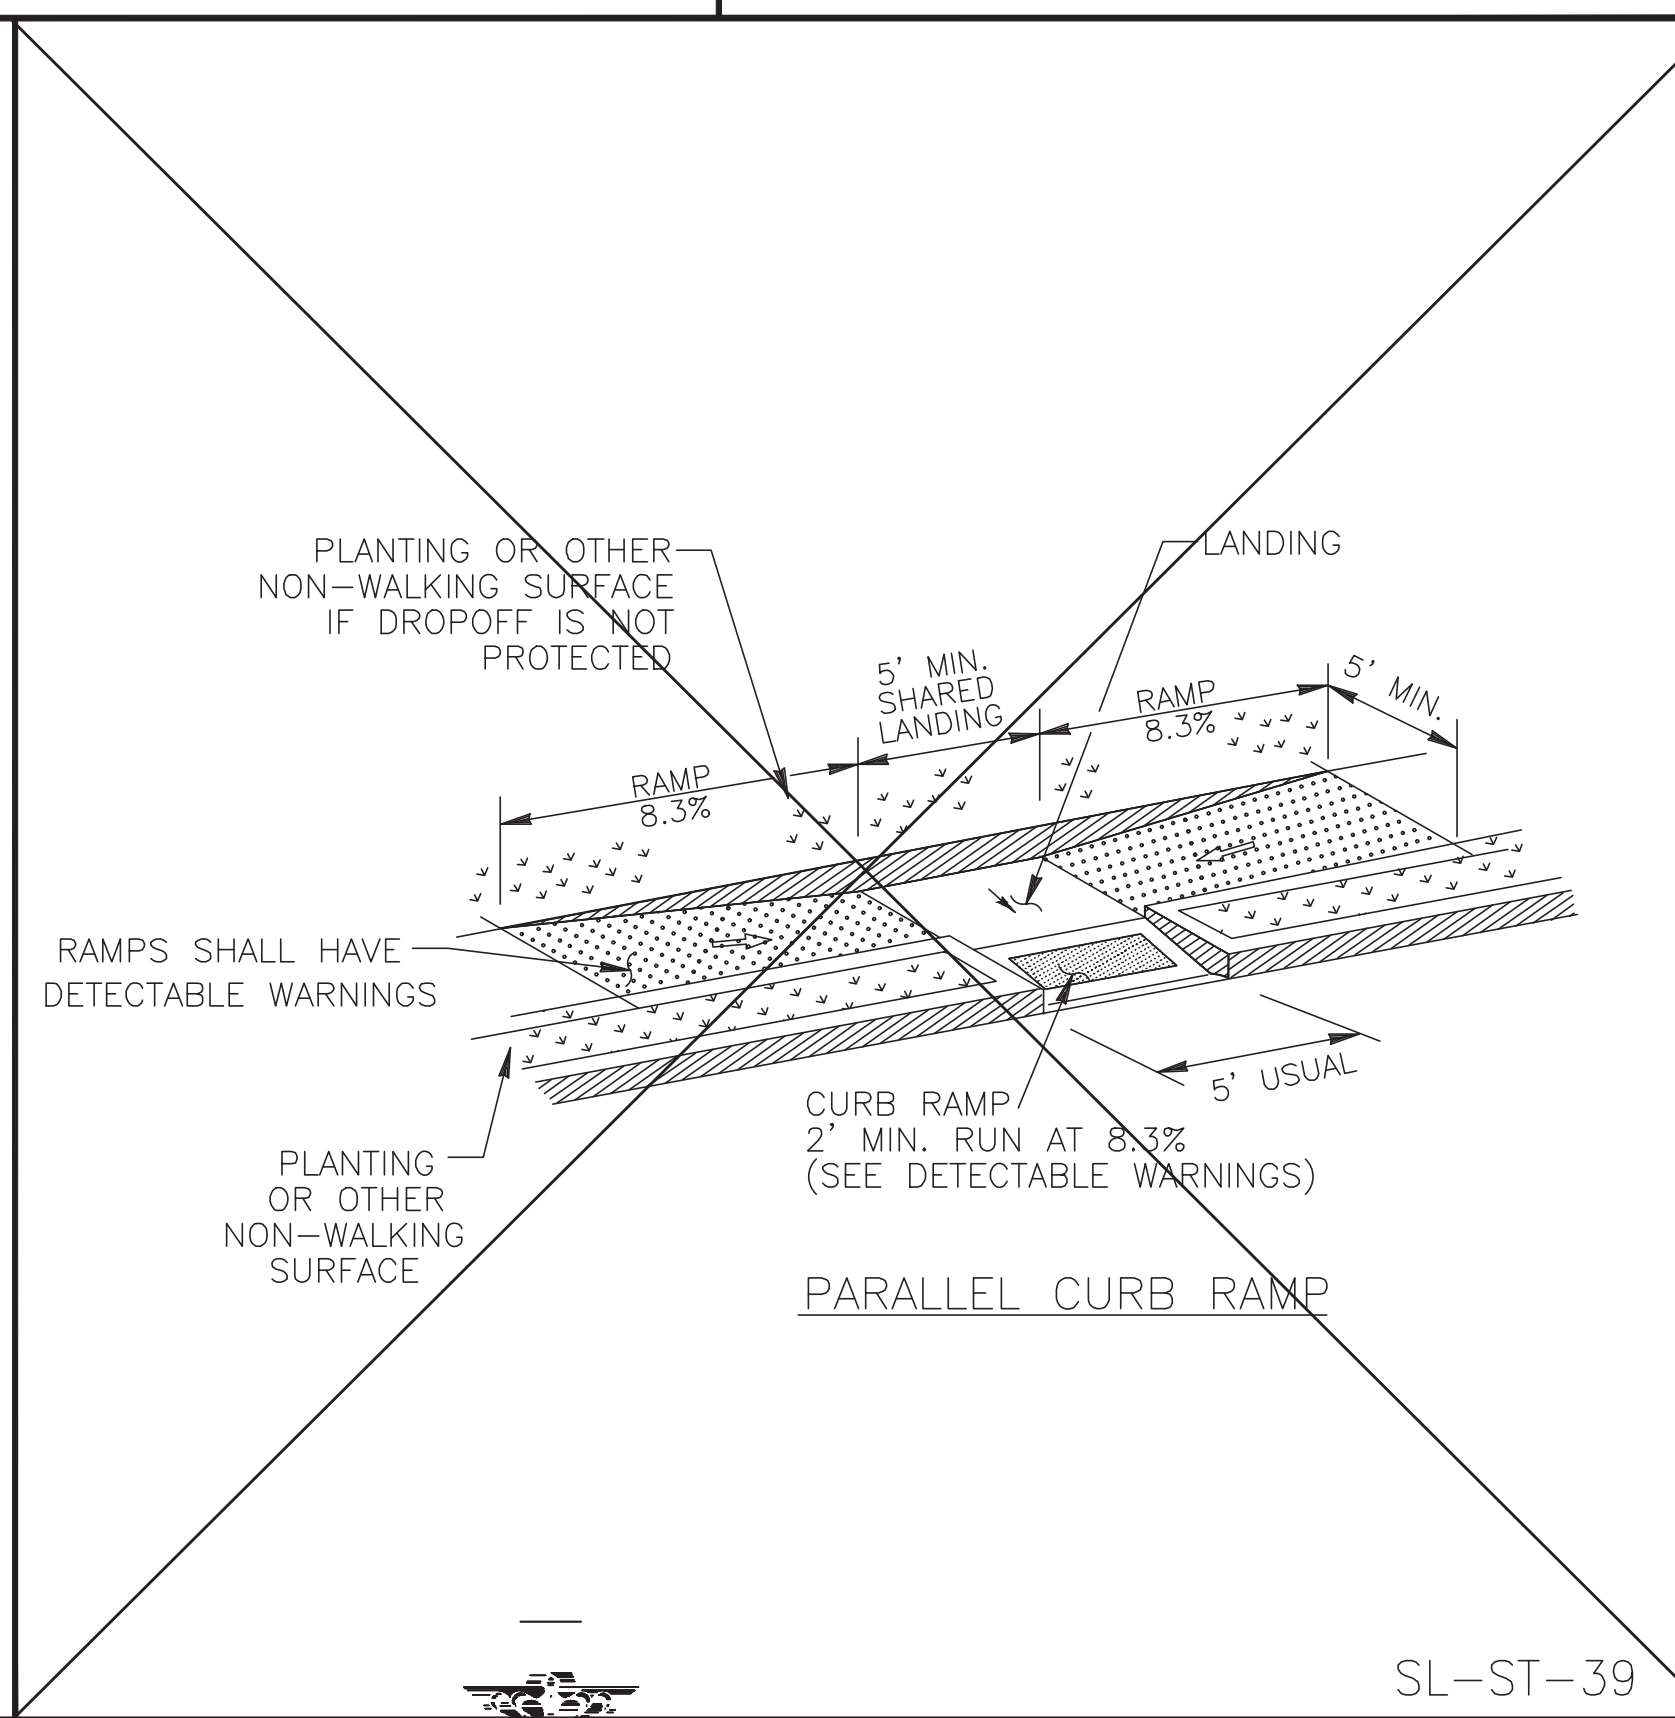 PLANTING OR OTHER
NON-WALKING SURFACE
IF DROPOFF IS NOT
PROTECTED
LANDING
5' MIN.
SHARED
LANDING
RAMP
8.3%
5' MIN.
RAMP
8.3%
RAMPS SHALL HAVE
DETECTABLE WARNINGS
5' USUAL
CURB RAMP
2' MIN. RUN AT 8.3%
(SEE DETECTABLE WARNINGS)
PLANTING
OR OTHER
NON-WALKING
SURFACE
PARALLEL CURB RAMP
SL-ST-39